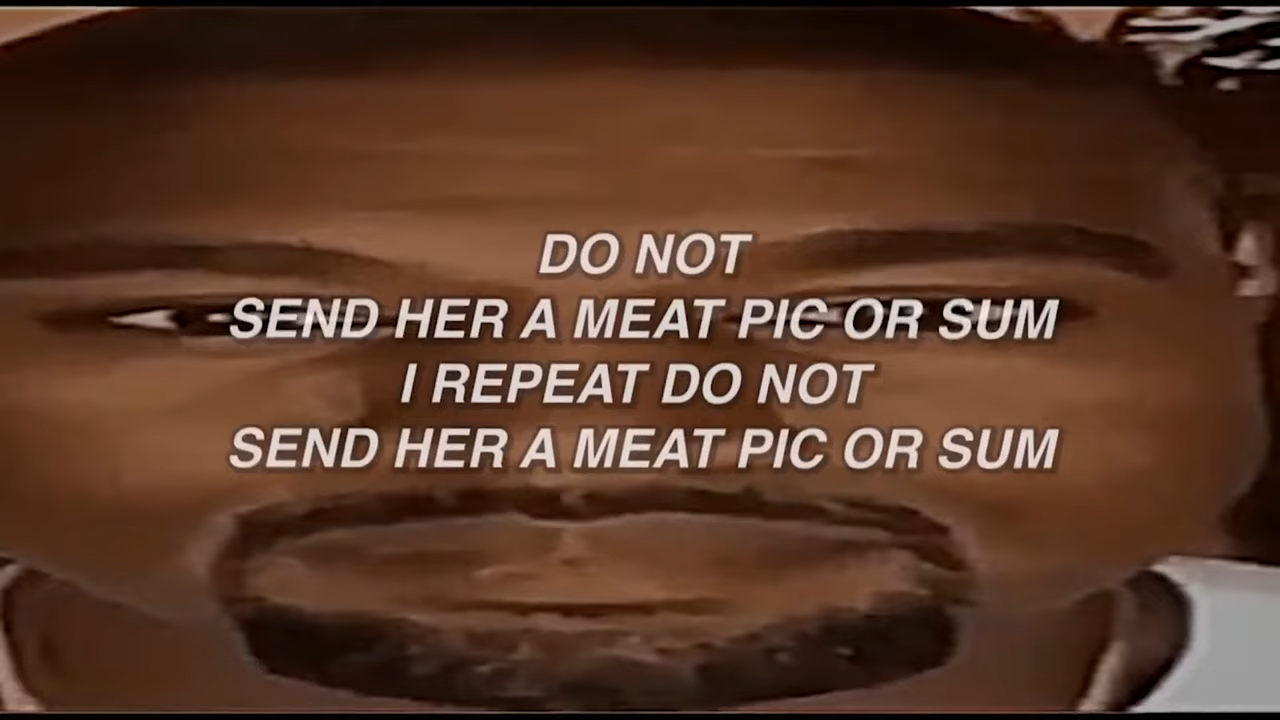 DO NOT
SEND HER A MEAT PIC OR SUM
I REPEAT DO NOT
SEND HER A MEAT PIC OR SUM